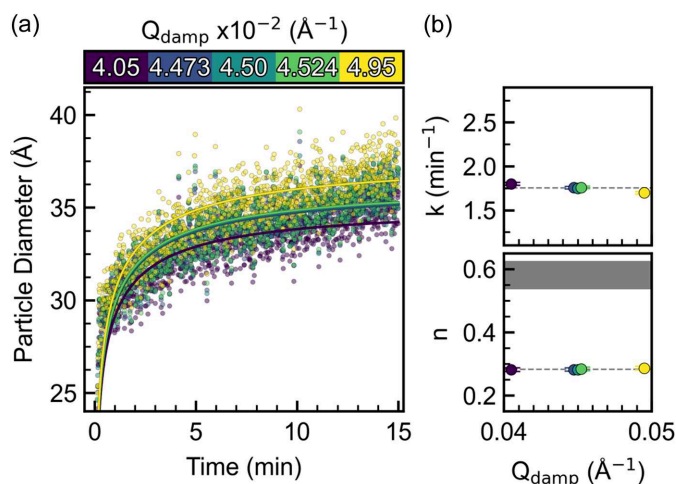 (a)
Q_damp x10⁻² (Å⁻¹)
4.05 4.473 4.50 4.524 4.95
Particle Diameter (Å)
40
35
30
25
0 5 10 15
Time (min)
(b)
k (min⁻¹)
2.5
2.0
1.5
n
0.6
0.4
0.2
0.04 0.05
Q_damp (Å⁻¹)